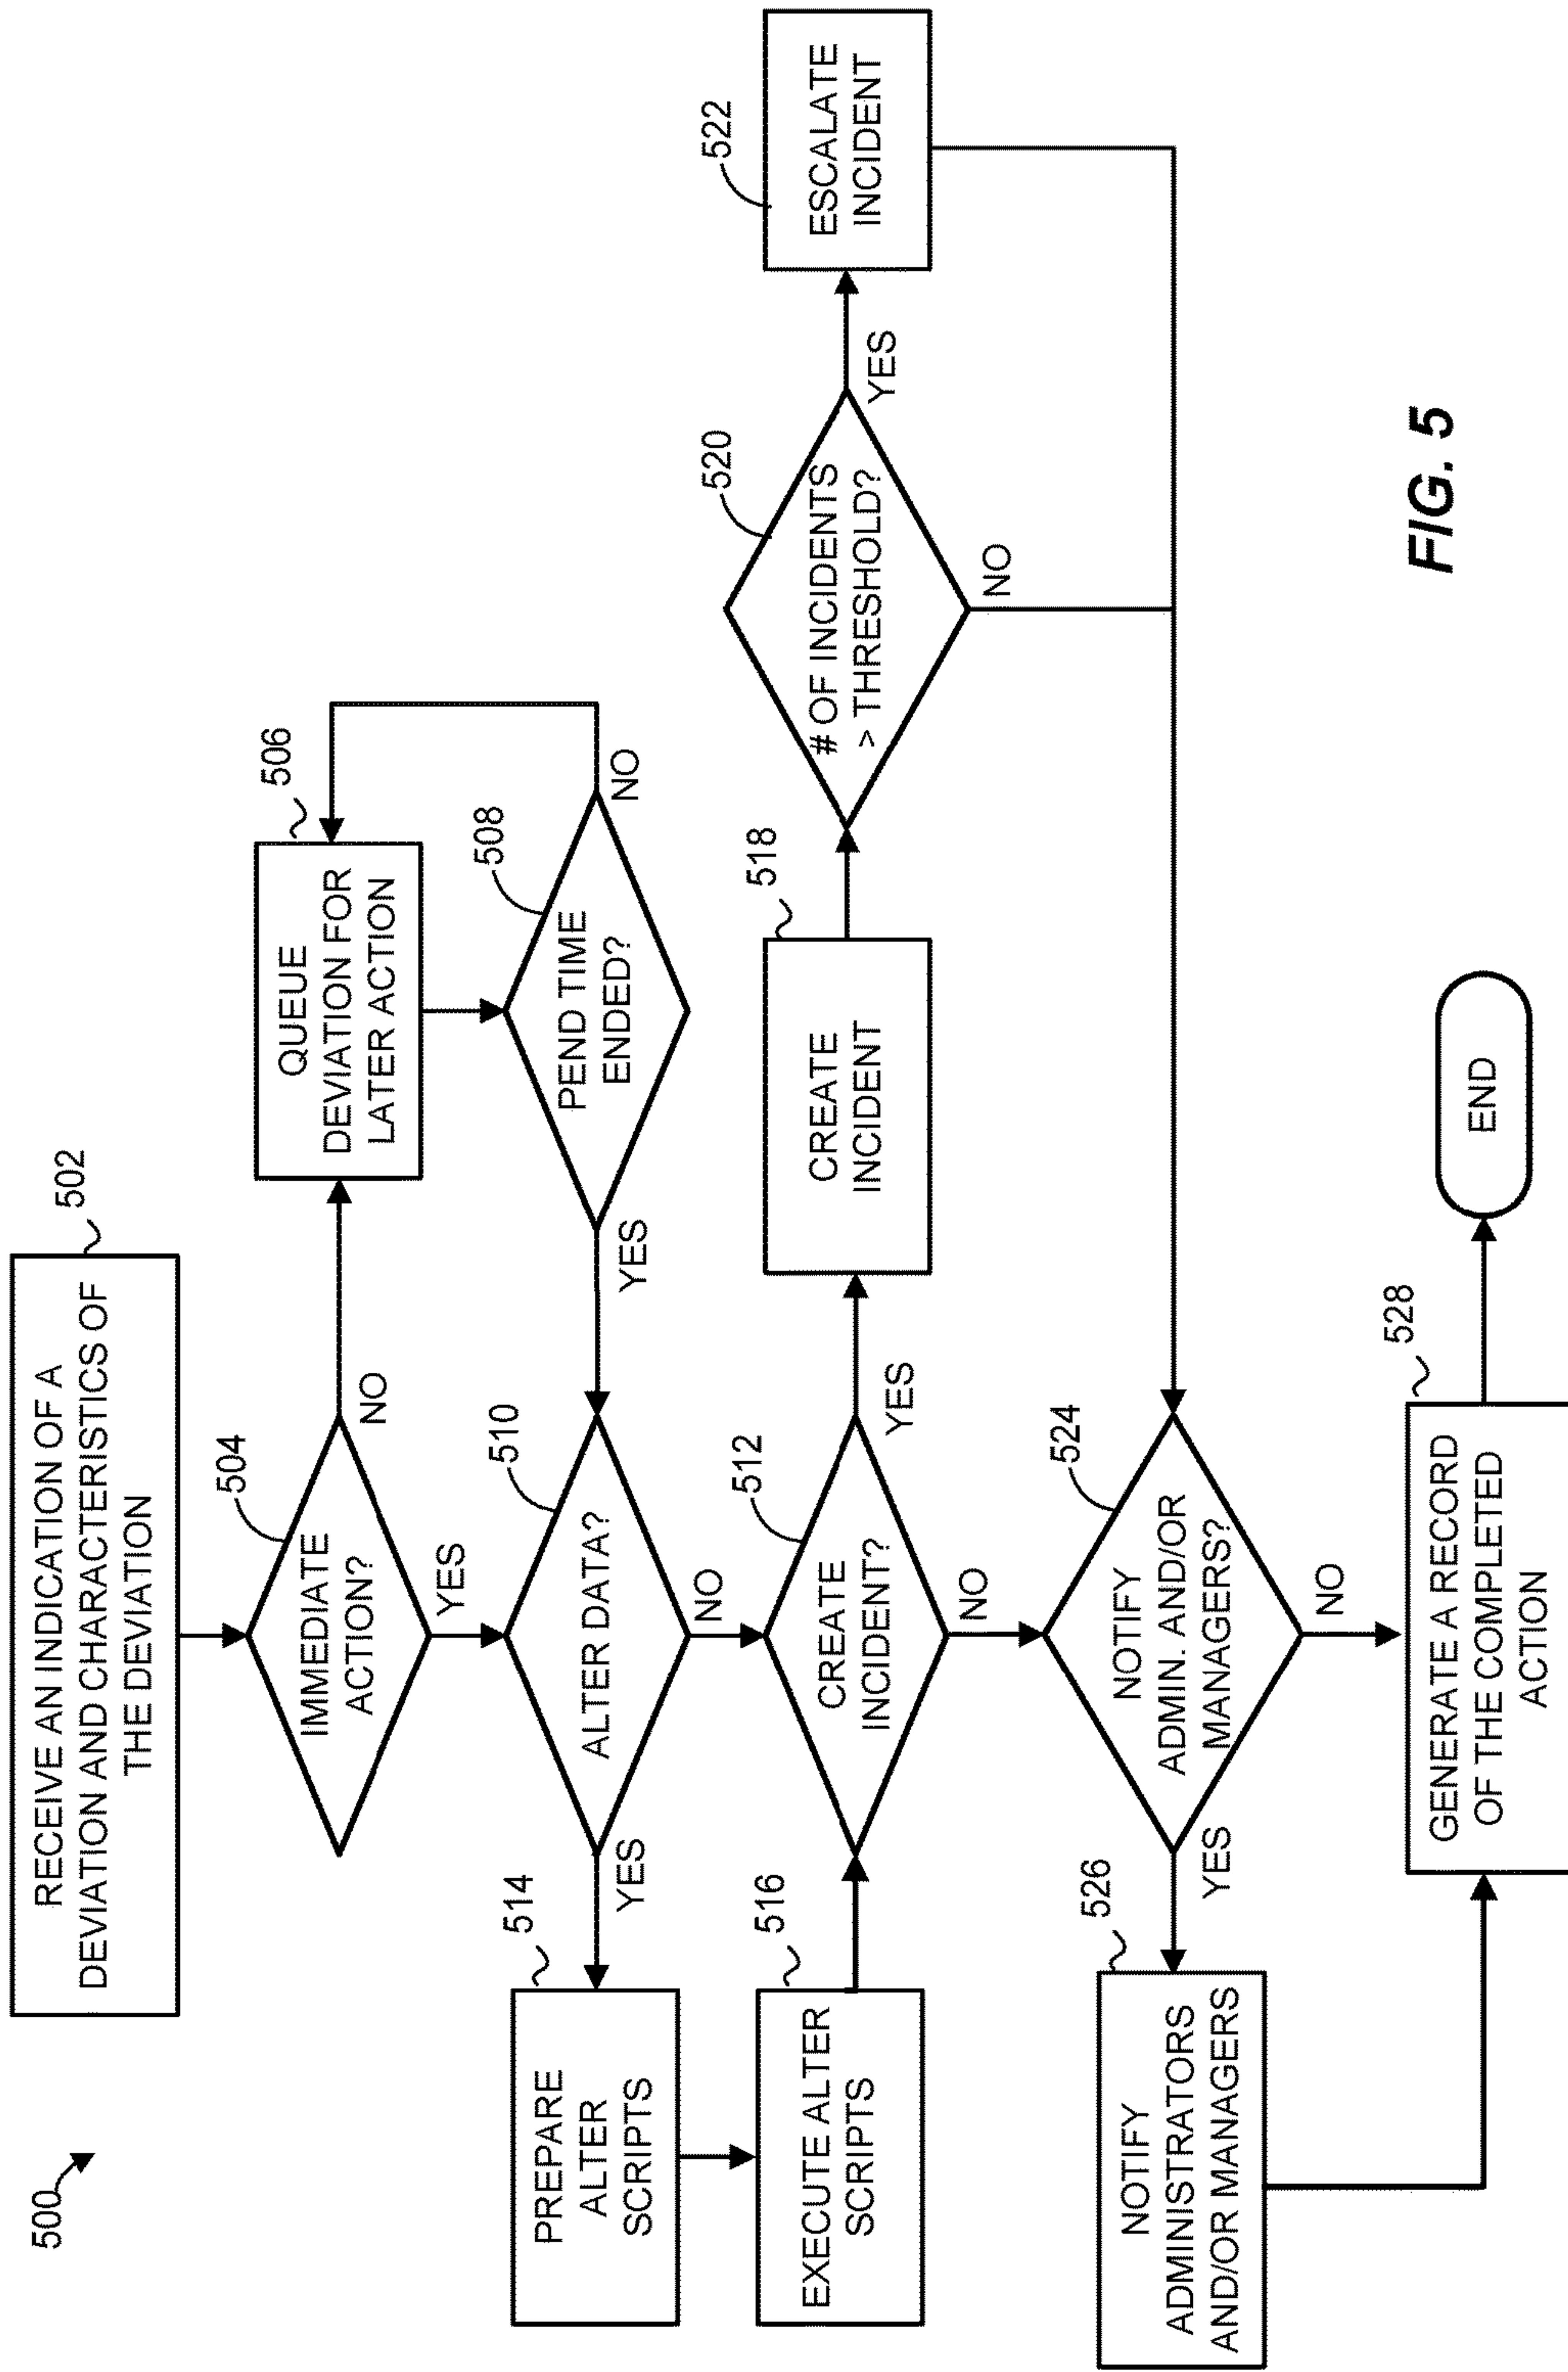 500
RECEIVE AN INDICATION OF A
DEVIATION AND CHARACTERISTICS OF
THE DEVIATION
502
IMMEDIATE
ACTION?
504
NO
YES
QUEUE
DEVIATION FOR
LATER ACTION
506
PEND TIME
ENDED?
508
NO
YES
ALTER DATA?
510
YES
NO
PREPARE
ALTER
SCRIPTS
514
EXECUTE ALTER
SCRIPTS
516
CREATE
INCIDENT?
512
YES
NO
CREATE
INCIDENT
518
# OF INCIDENTS
> THRESHOLD?
520
YES
NO
ESCALATE
INCIDENT
522
NOTIFY
ADMIN. AND/OR
MANAGERS?
524
YES
NO
NOTIFY
ADMINISTRATORS
AND/OR MANAGERS
526
GENERATE A RECORD
OF THE COMPLETED
ACTION
528
END
FIG. 5